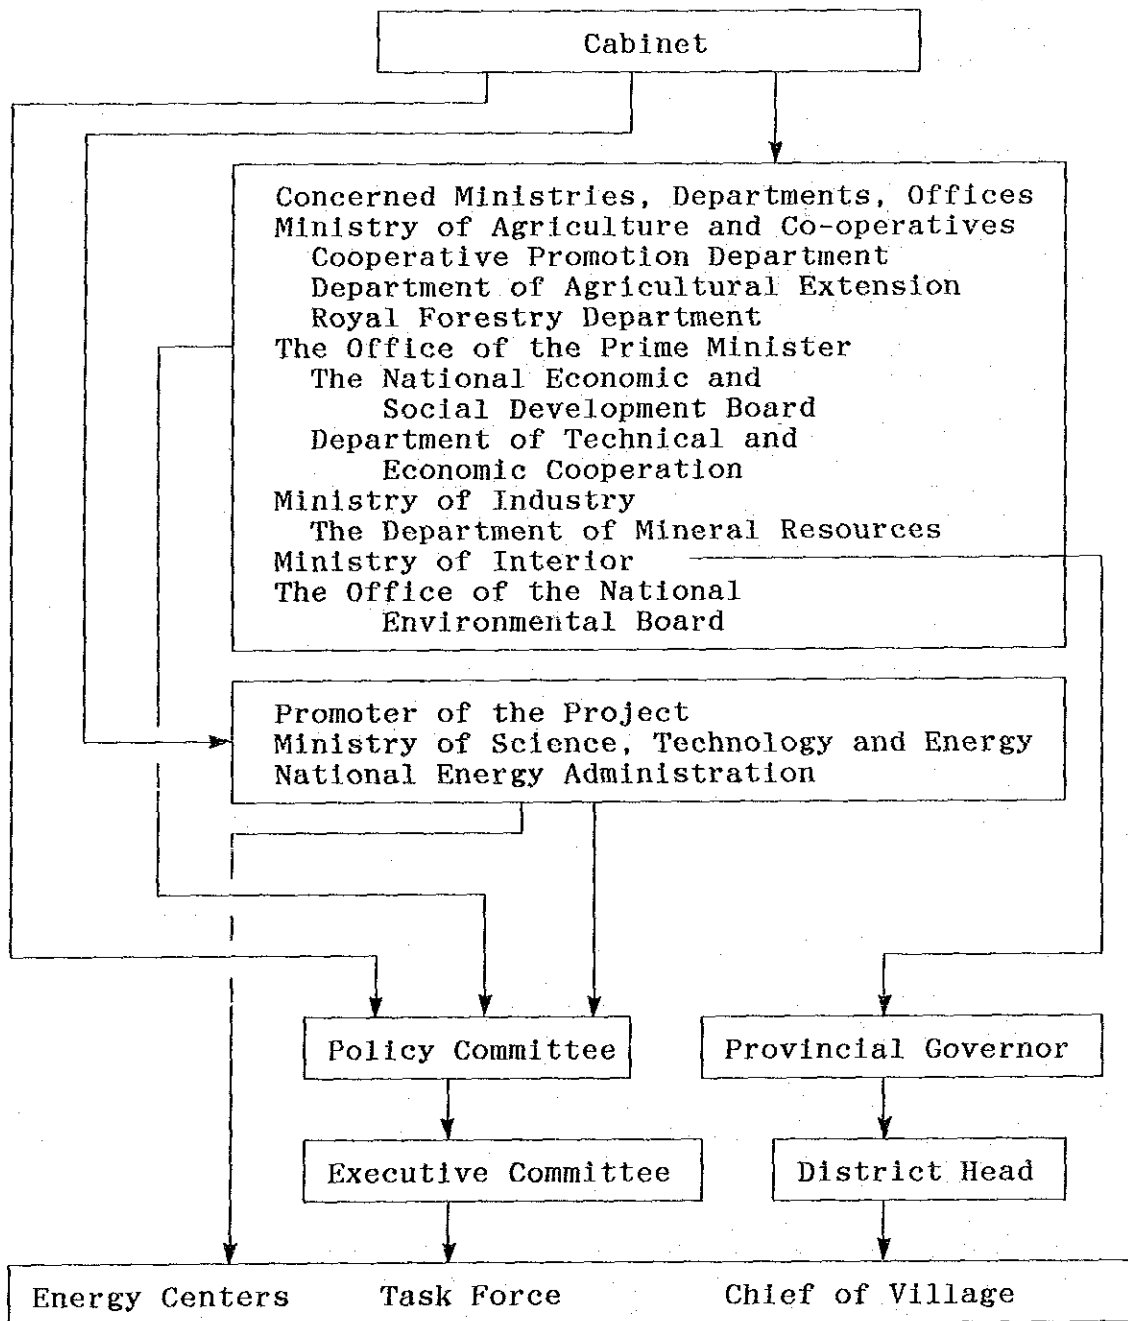 Cabinet
Concerned Ministries, Departments, Offices
Ministry of Agriculture and Co-operatives
Cooperative Promotion Department
Department of Agricultural Extension
Royal Forestry Department
The Office of the Prime Minister
The National Economic and
Social Development Board
Department of Technical and
Economic Cooperation
Ministry of Industry
The Department of Mineral Resources
Ministry of Interior
The Office of the National
Environmental Board
Promoter of the Project
Ministry of Science, Technology and Energy
National Energy Administration
Policy Committee
Provincial Governor
Executive Committee
District Head
Energy Centers Task Force Chief of Village